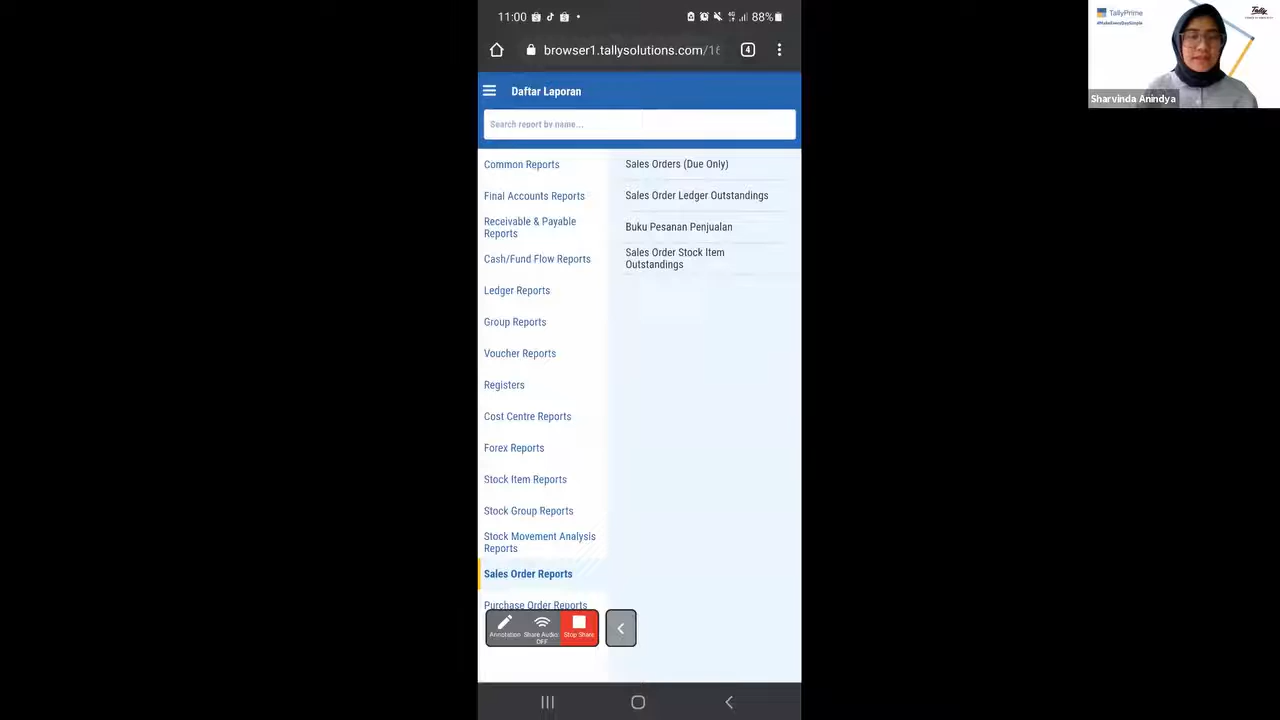 11:00
88%
browser1.tallysolutions.com/16
4
Daftar Laporan
Search report by name...
Common Reports
Final Accounts Reports
Receivable & Payable
Reports
Cash/Fund Flow Reports
Ledger Reports
Group Reports
Voucher Reports
Registers
Cost Centre Reports
Forex Reports
Stock Item Reports
Stock Group Reports
Stock Movement Analysis
Reports
Sales Order Reports
Purchase Order Reports
Sales Orders (Due Only)
Sales Order Ledger Outstandings
Buku Pesanan Penjualan
Sales Order Stock Item
Outstandings
Annotation
Share Audio:
OFF
Stop Share
TallyPrime
Tally
Sharvinda Anindya